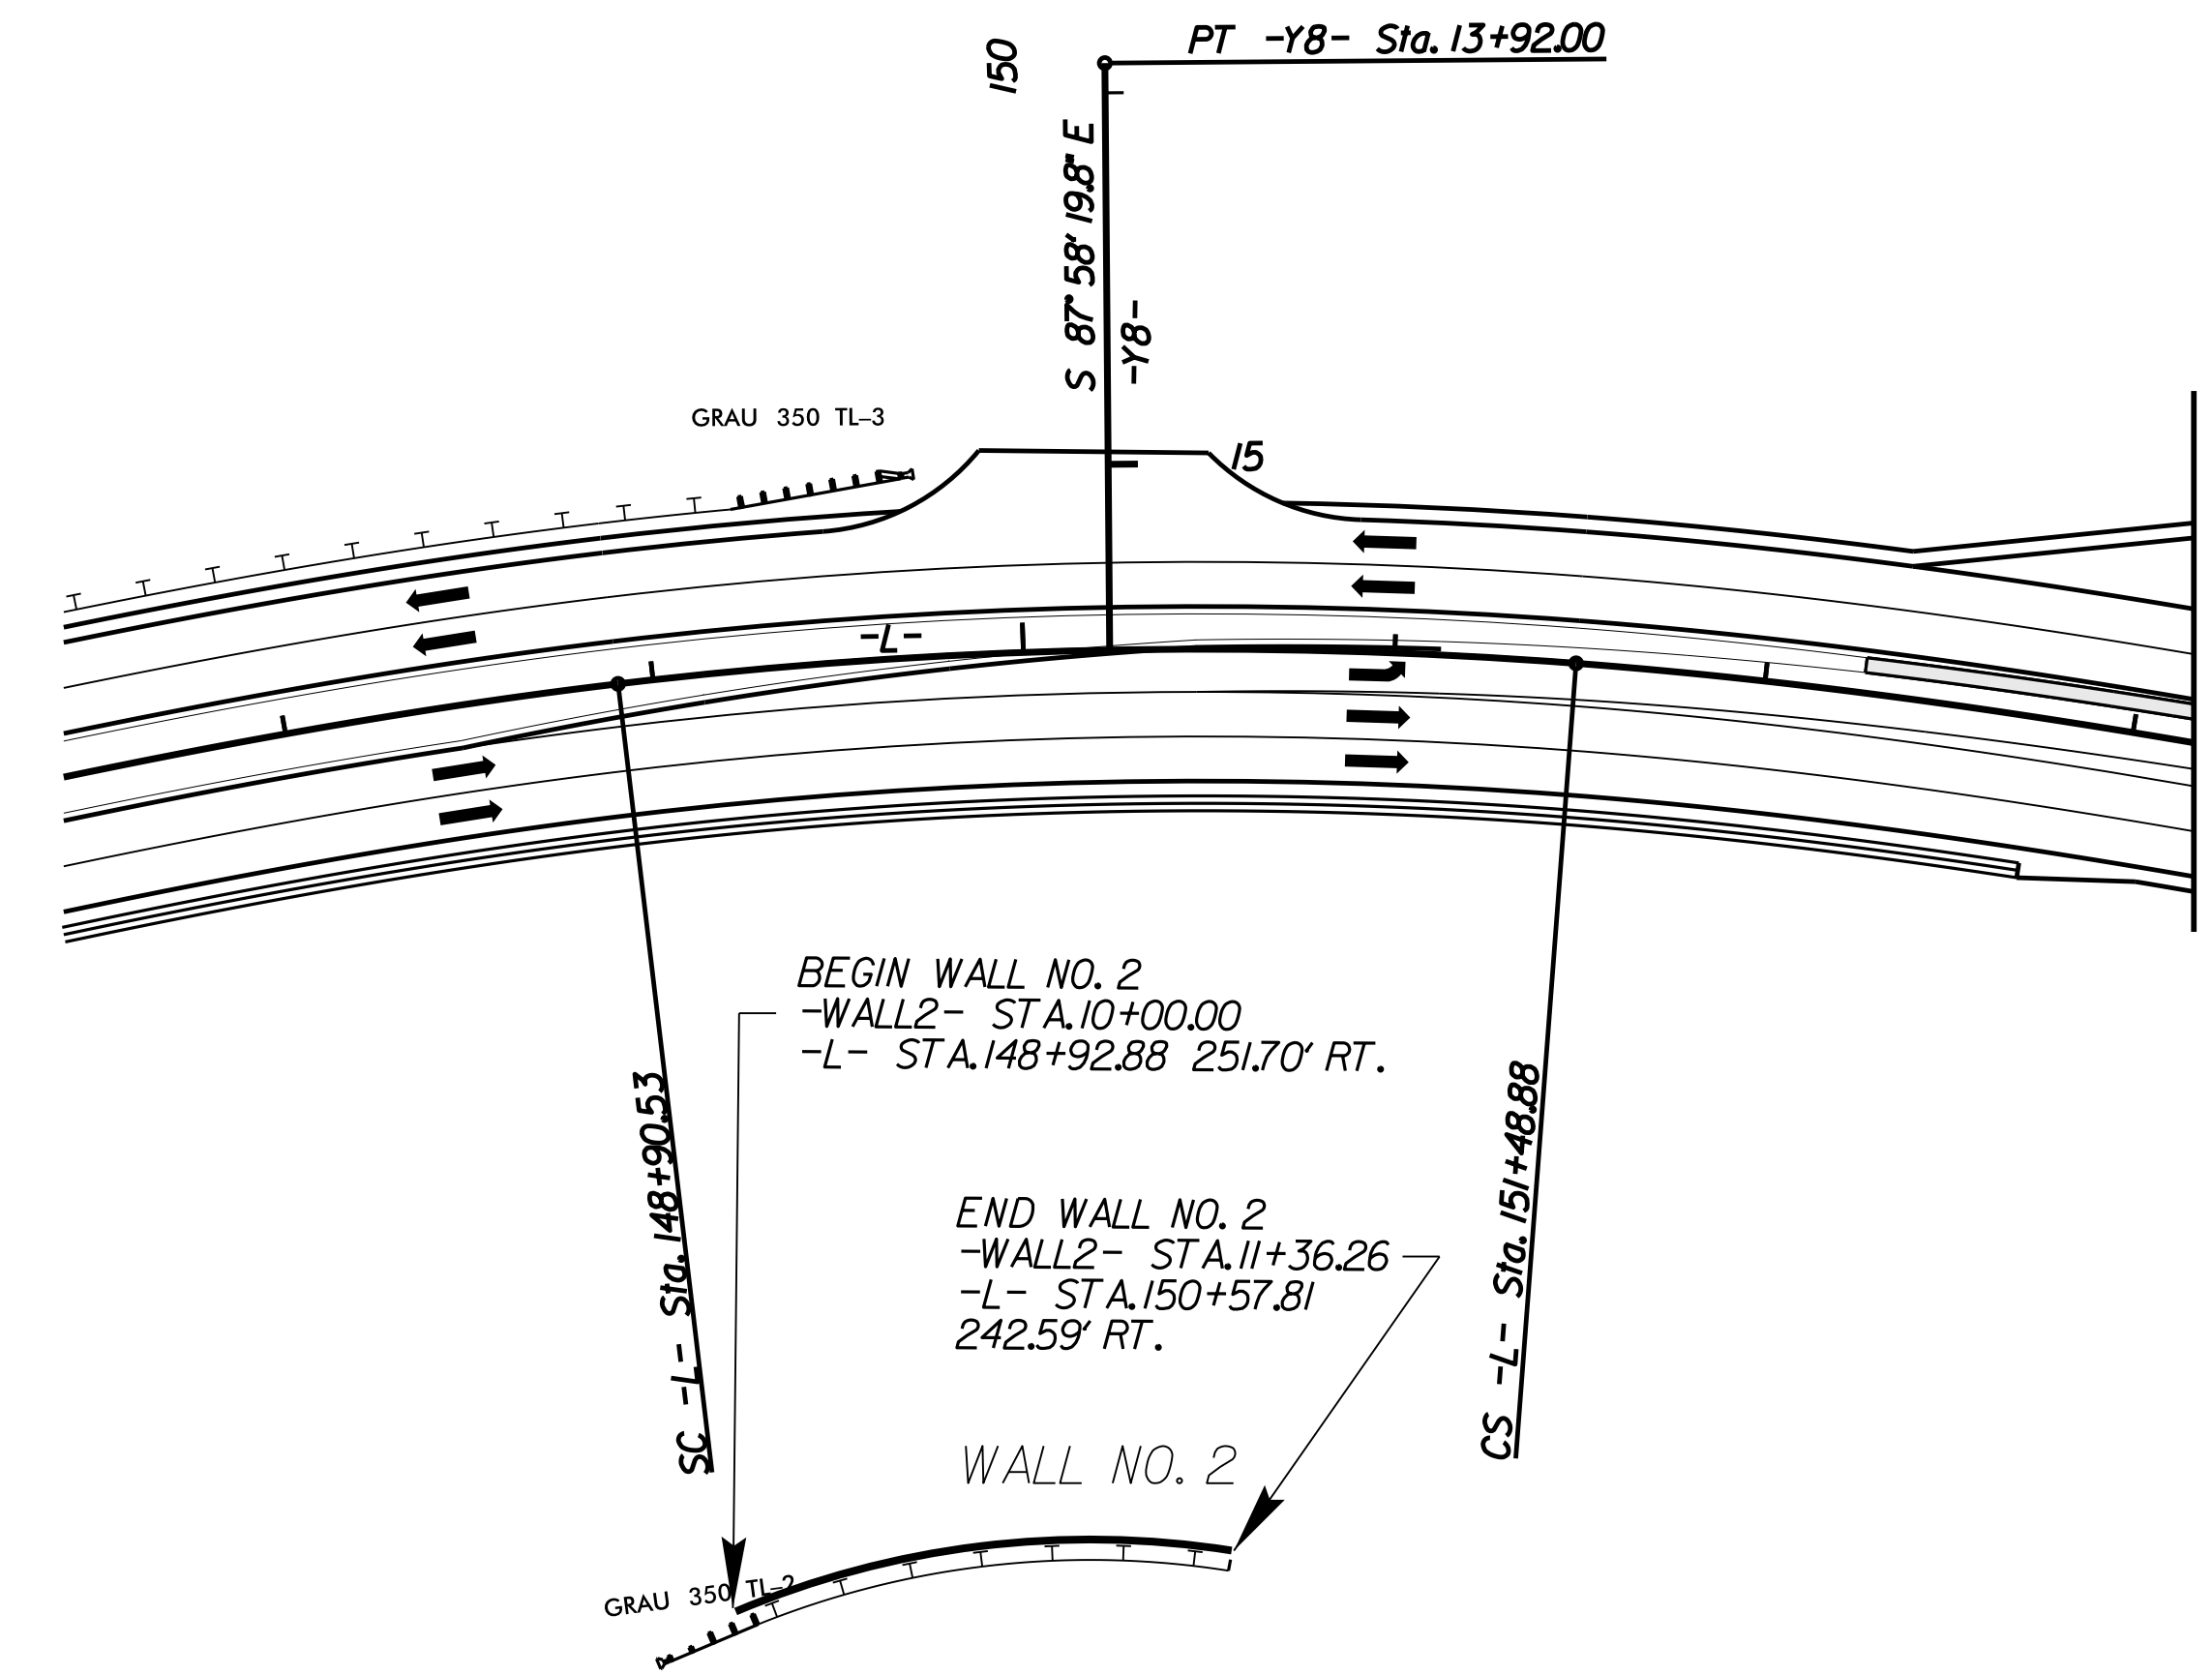 PT -Y8- Sta. 13+92.00
150
S 87° 58' 19.8" E
-Y8-
GRAU 350 TL-3
15
-L-
BEGIN WALL NO. 2
-WALL2- STA. 10+00.00
-L- STA. 148+92.88 251.70' RT.
SC -L- Sta. 148+90.53
CS -L- Sta. 151+48.88
END WALL NO. 2
-WALL2- STA. 11+36.26
-L- STA. 150+57.81
242.59' RT.
WALL NO. 2
GRAU 350 TL-2